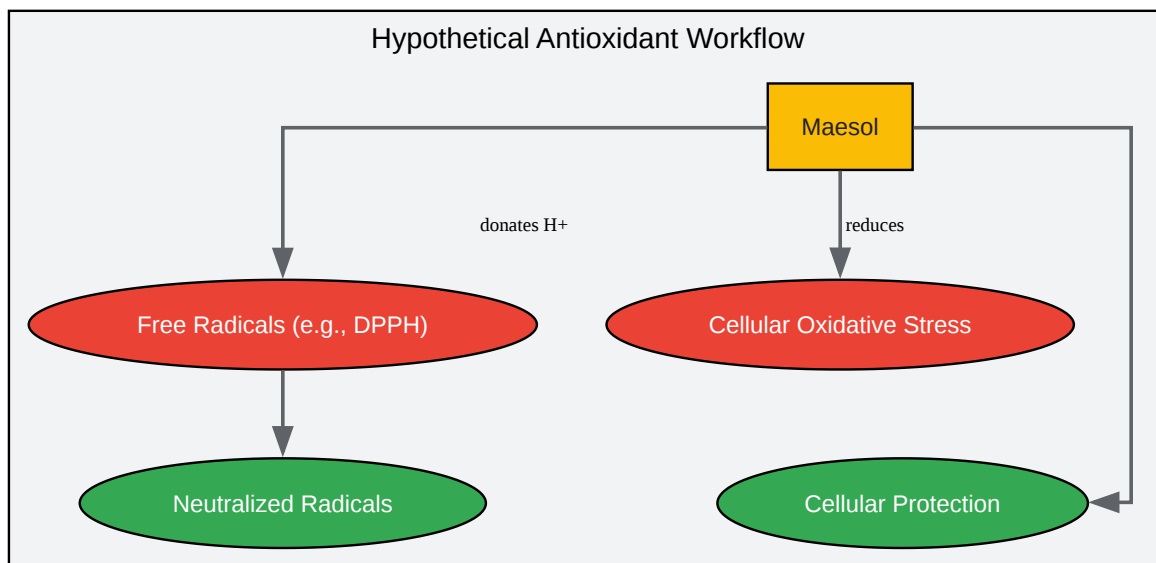 Hypothetical Antioxidant Workflow
Maesol
donates H+
reduces
Free Radicals (e.g., DPPH)
Cellular Oxidative Stress
Neutralized Radicals
Cellular Protection